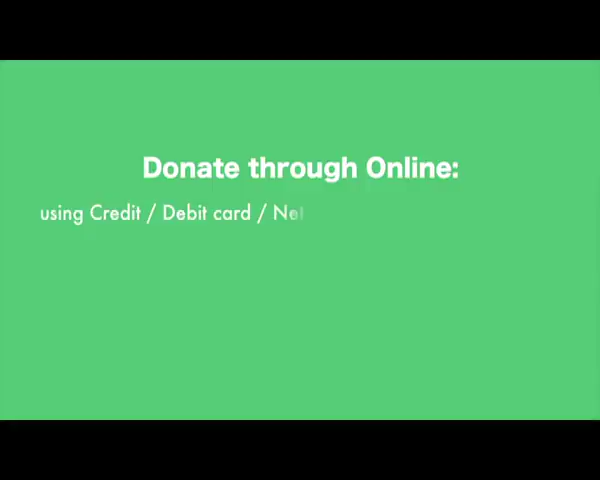 Donate through Online:
using Credit / Debit card / Net